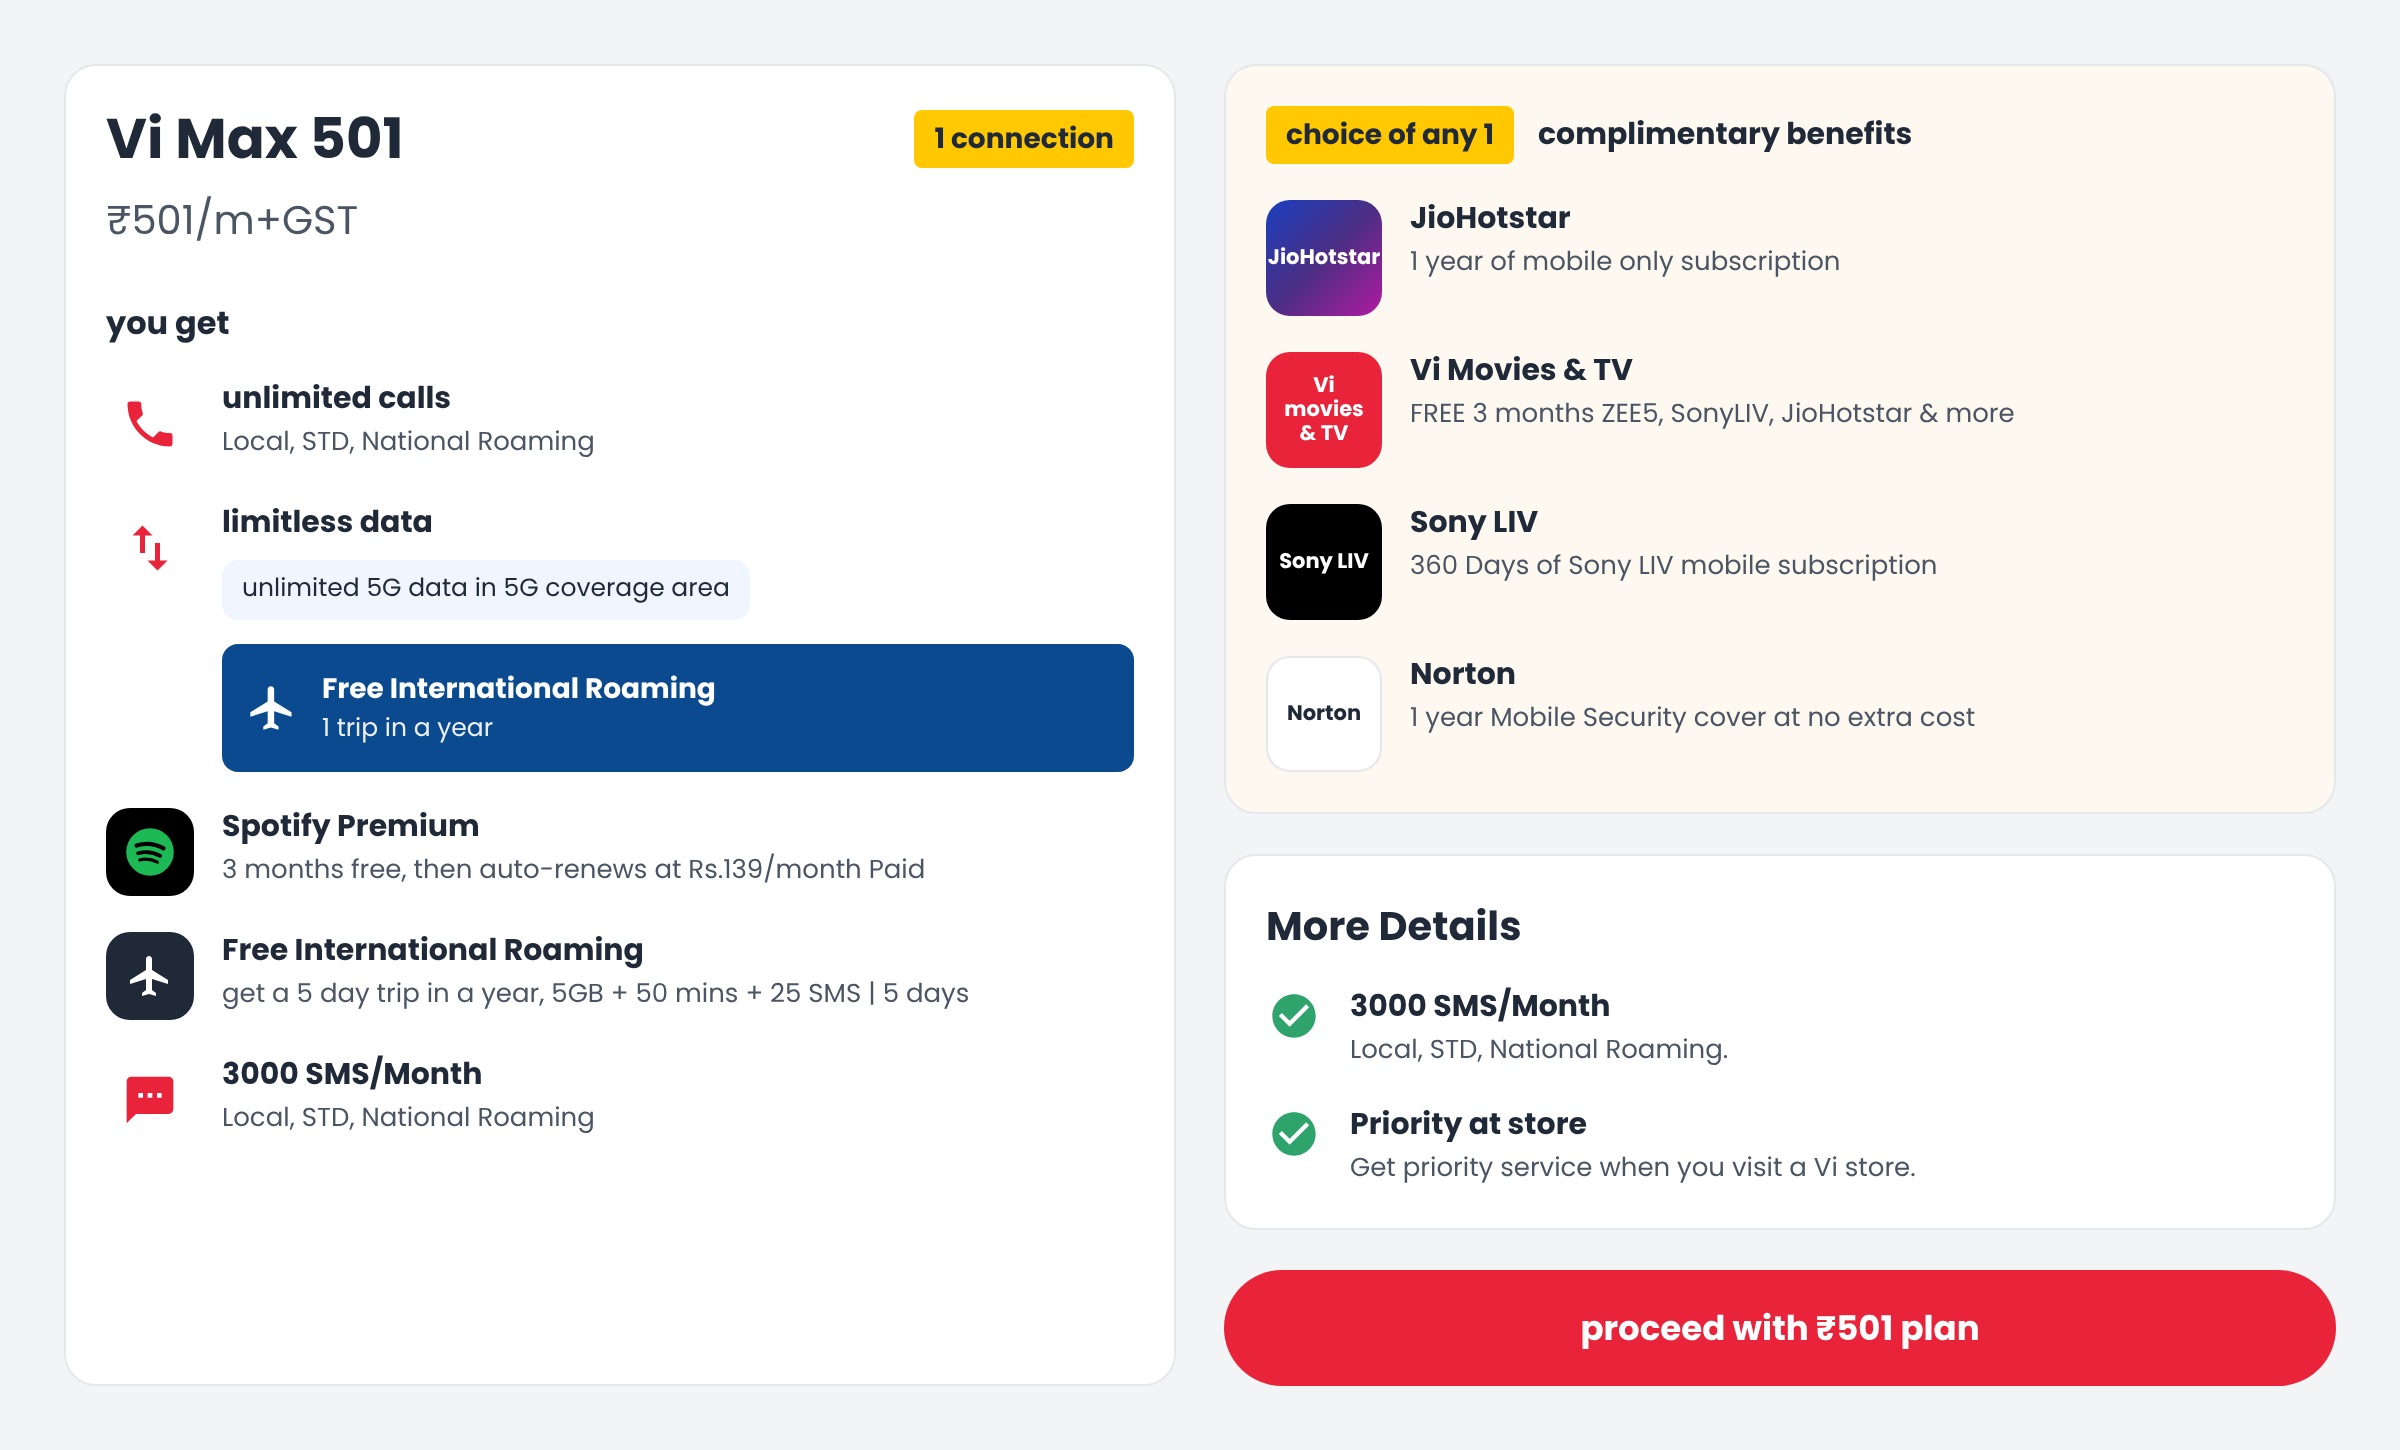 Vi Max 501
1 connection
₹501/m+GST
you get
unlimited calls
Local, STD, National Roaming
limitless data
unlimited 5G data in 5G coverage area
Free International Roaming
1 trip in a year
Spotify Premium
3 months free, then auto-renews at Rs.139/month Paid
Free International Roaming
get a 5 day trip in a year, 5GB + 50 mins + 25 SMS | 5 days
3000 SMS/Month
Local, STD, National Roaming
choice of any 1 complimentary benefits
JioHotstar
JioHotstar
1 year of mobile only subscription
Vi
movies
& TV
Vi Movies & TV
FREE 3 months ZEE5, SonyLIV, JioHotstar & more
Sony LIV
Sony LIV
360 Days of Sony LIV mobile subscription
Norton
Norton
1 year Mobile Security cover at no extra cost
More Details
3000 SMS/Month
Local, STD, National Roaming.
Priority at store
Get priority service when you visit a Vi store.
proceed with ₹501 plan